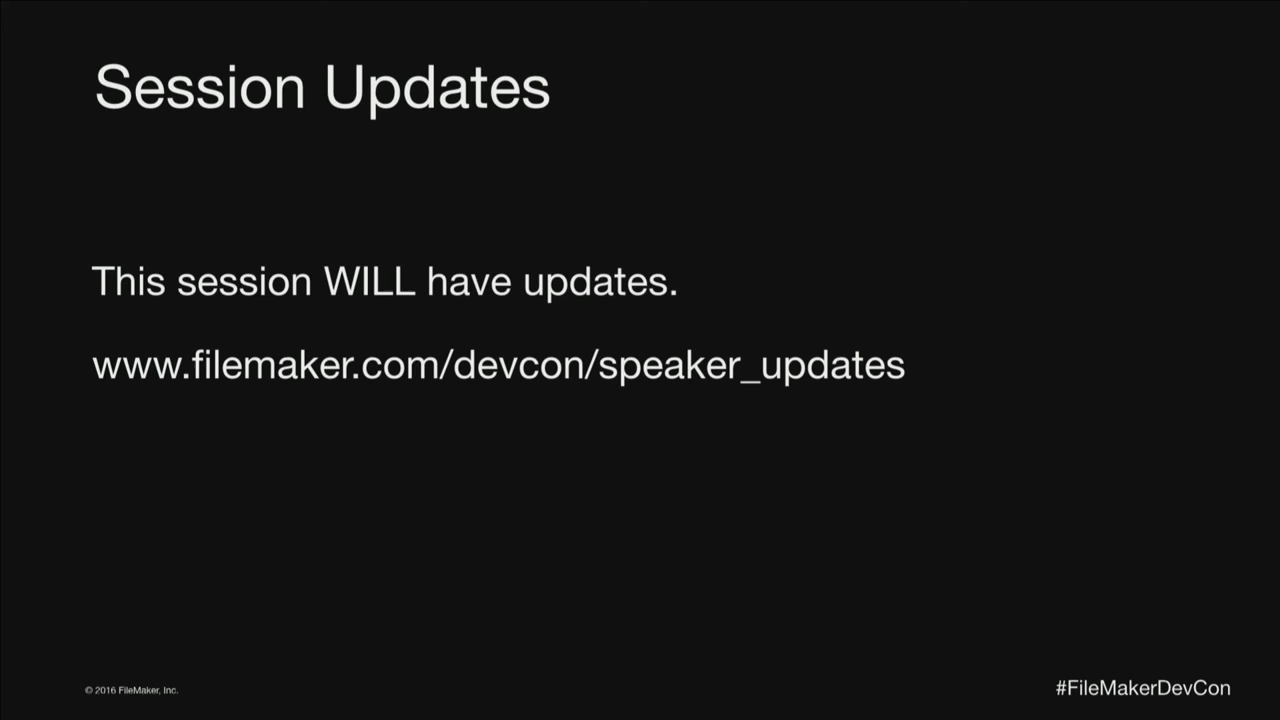 Session Updates
This session WILL have updates.
www.filemaker.com/devcon/speaker_updates
© 2016 FileMaker, Inc.
#FileMakerDevCon